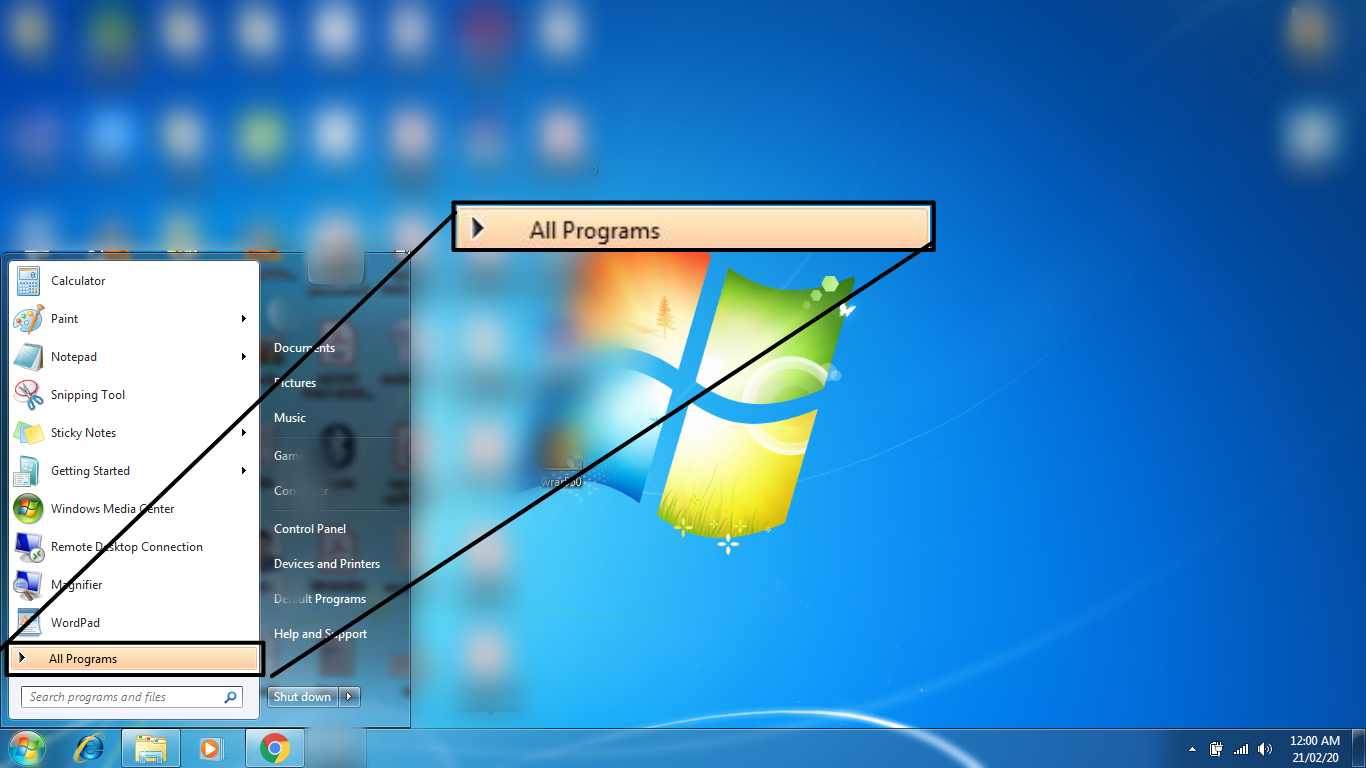 All Programs
Calculator
Paint
Notepad
Snipping Tool
Sticky Notes
Getting Started
Windows Media Center
Remote Desktop Connection
Magnifier
WordPad
All Programs
Search programs and files
Documents
Pictures
Music
Control Panel
Devices and Printers
Default Programs
Help and Support
Shut down
12:00 AM
21/02/20